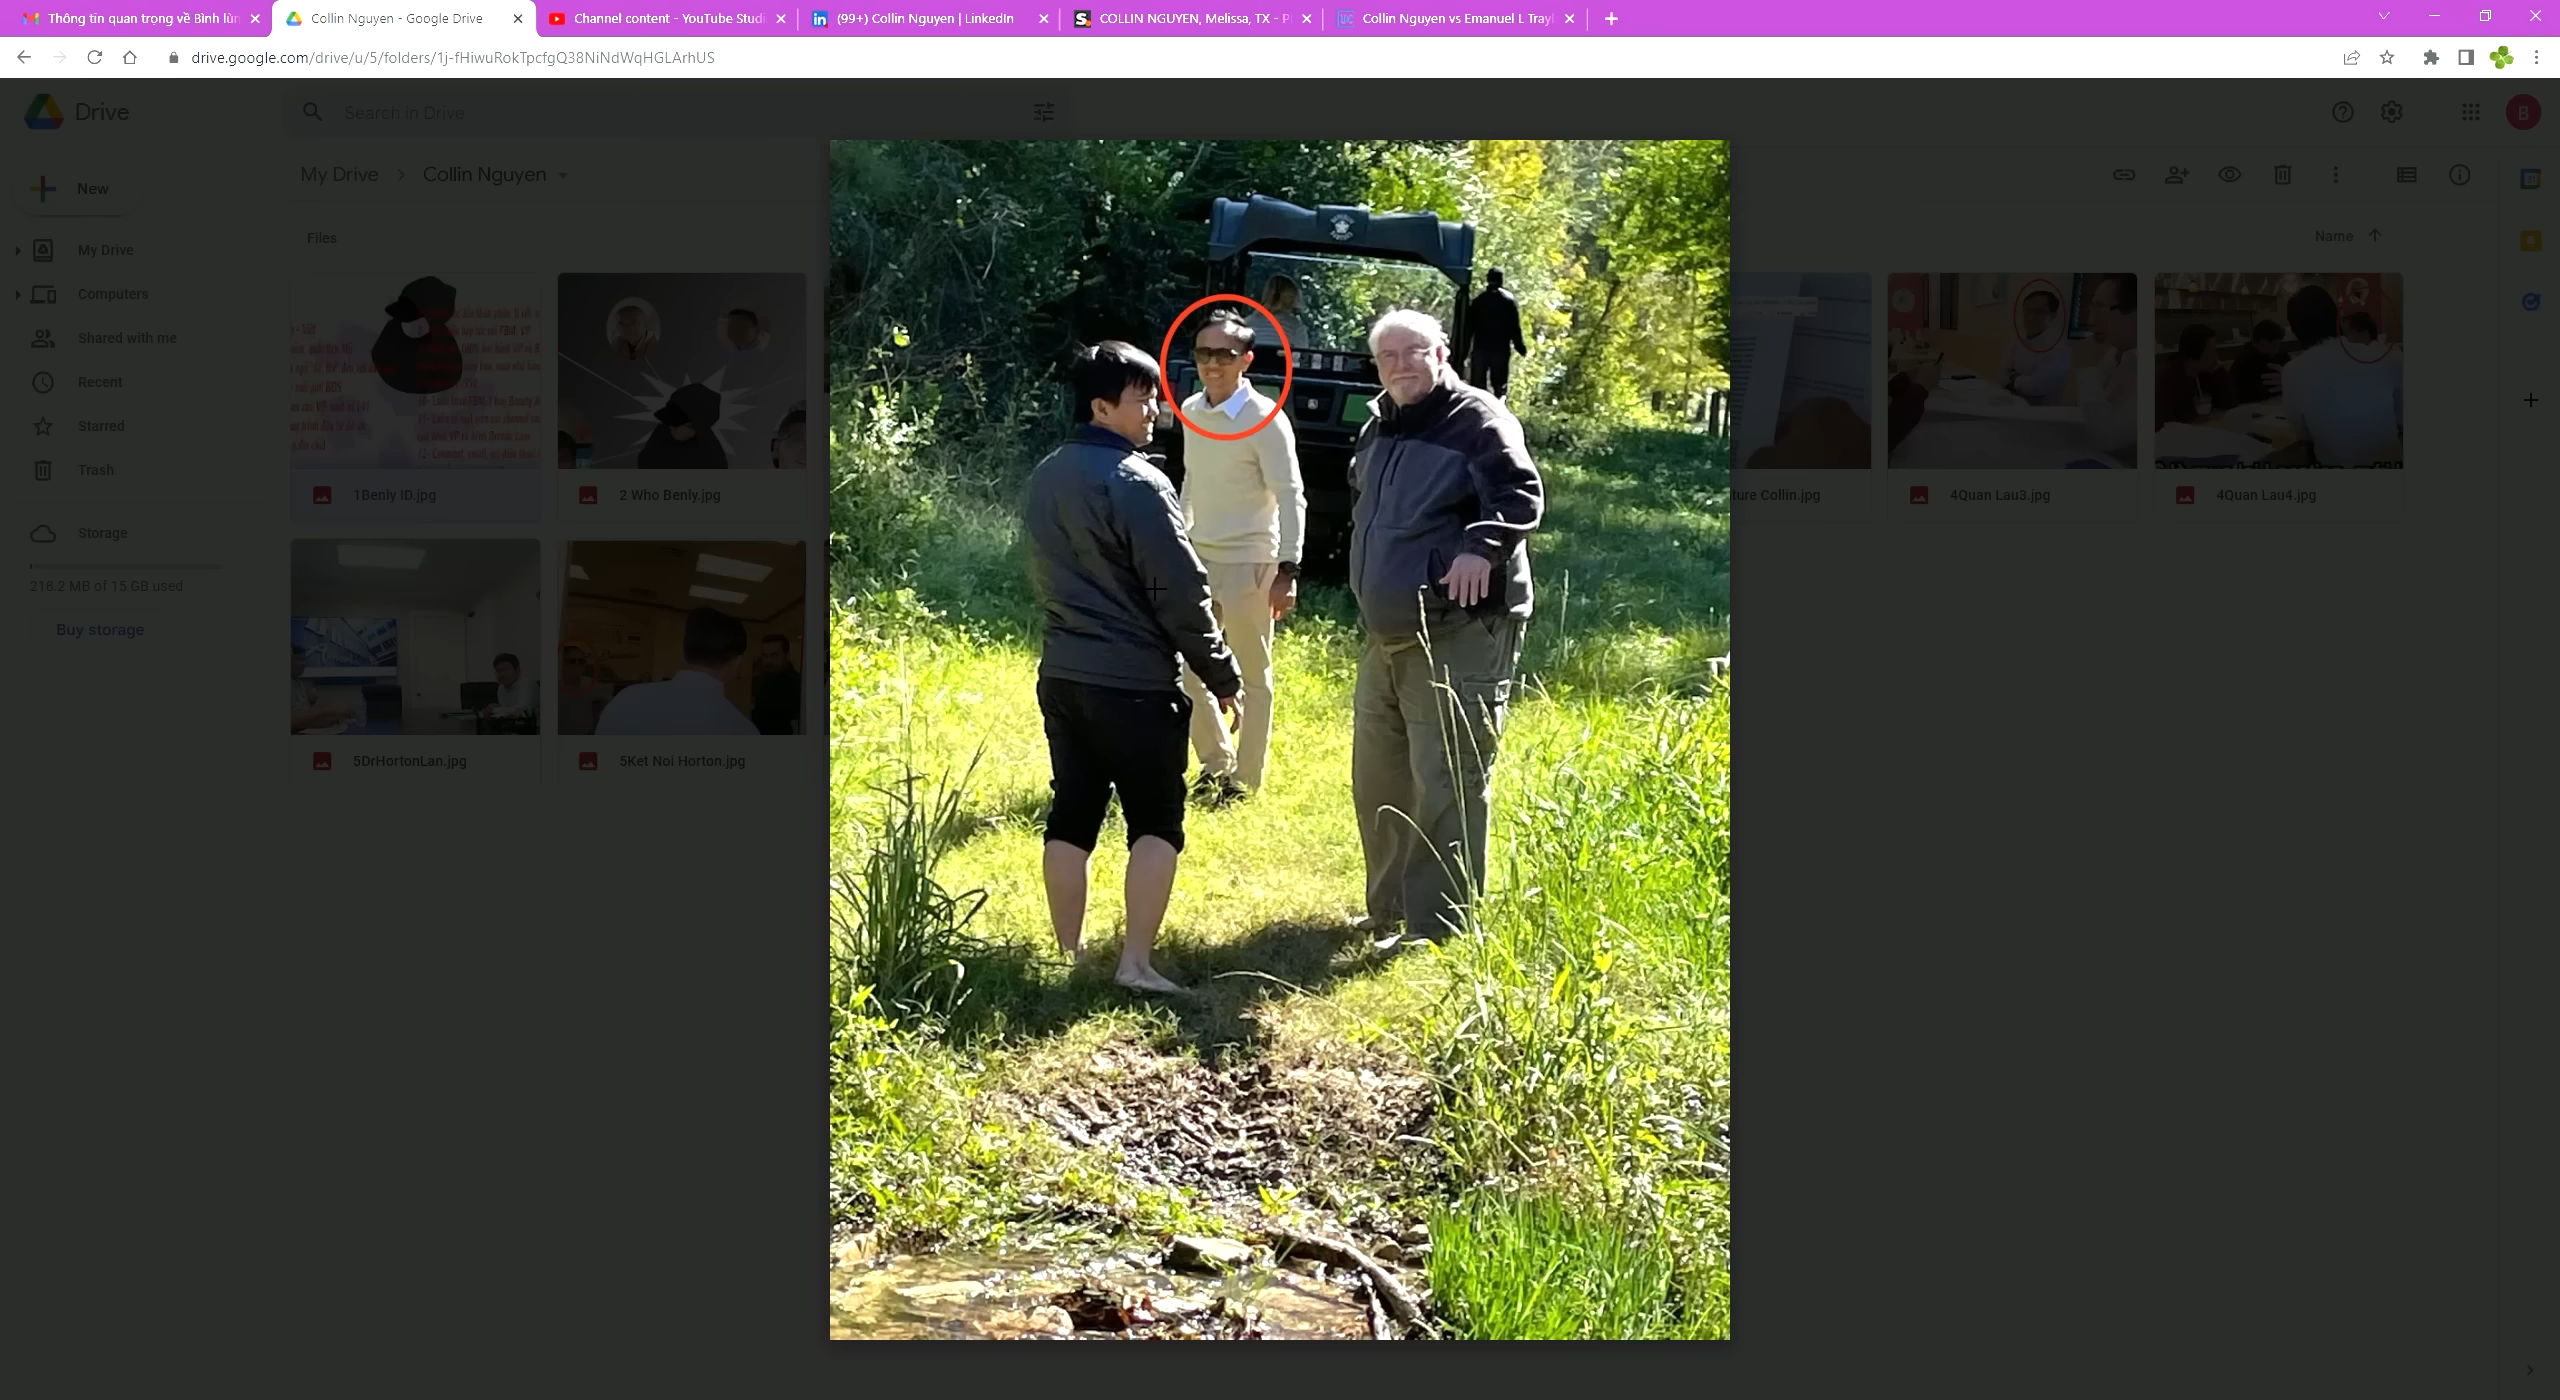 Thông tin quan trọng về Bình lùn
Collin Nguyen - Google Drive
Channel content - YouTube Studi
(99+) Collin Nguyen | LinkedIn
COLLIN NGUYEN, Melissa, TX - P
Collin Nguyen vs Emanuel L Trayl
drive.google.com/drive/u/5/folders/1j-fHiwuRokTpcfgQ38NiNdWqHGLArhUS
Drive
Search in Drive
B
New
My Drive > Collin Nguyen
Files
Name
My Drive
Computers
Shared with me
Recent
Starred
Trash
Storage
218.2 MB of 15 GB used
Buy storage
1Benly ID.jpg
2 Who Benly.jpg
ture Collin.jpg
4Quan Lau3.jpg
4Quan Lau4.jpg
5DrHortonLan.jpg
5Ket Noi Horton.jpg